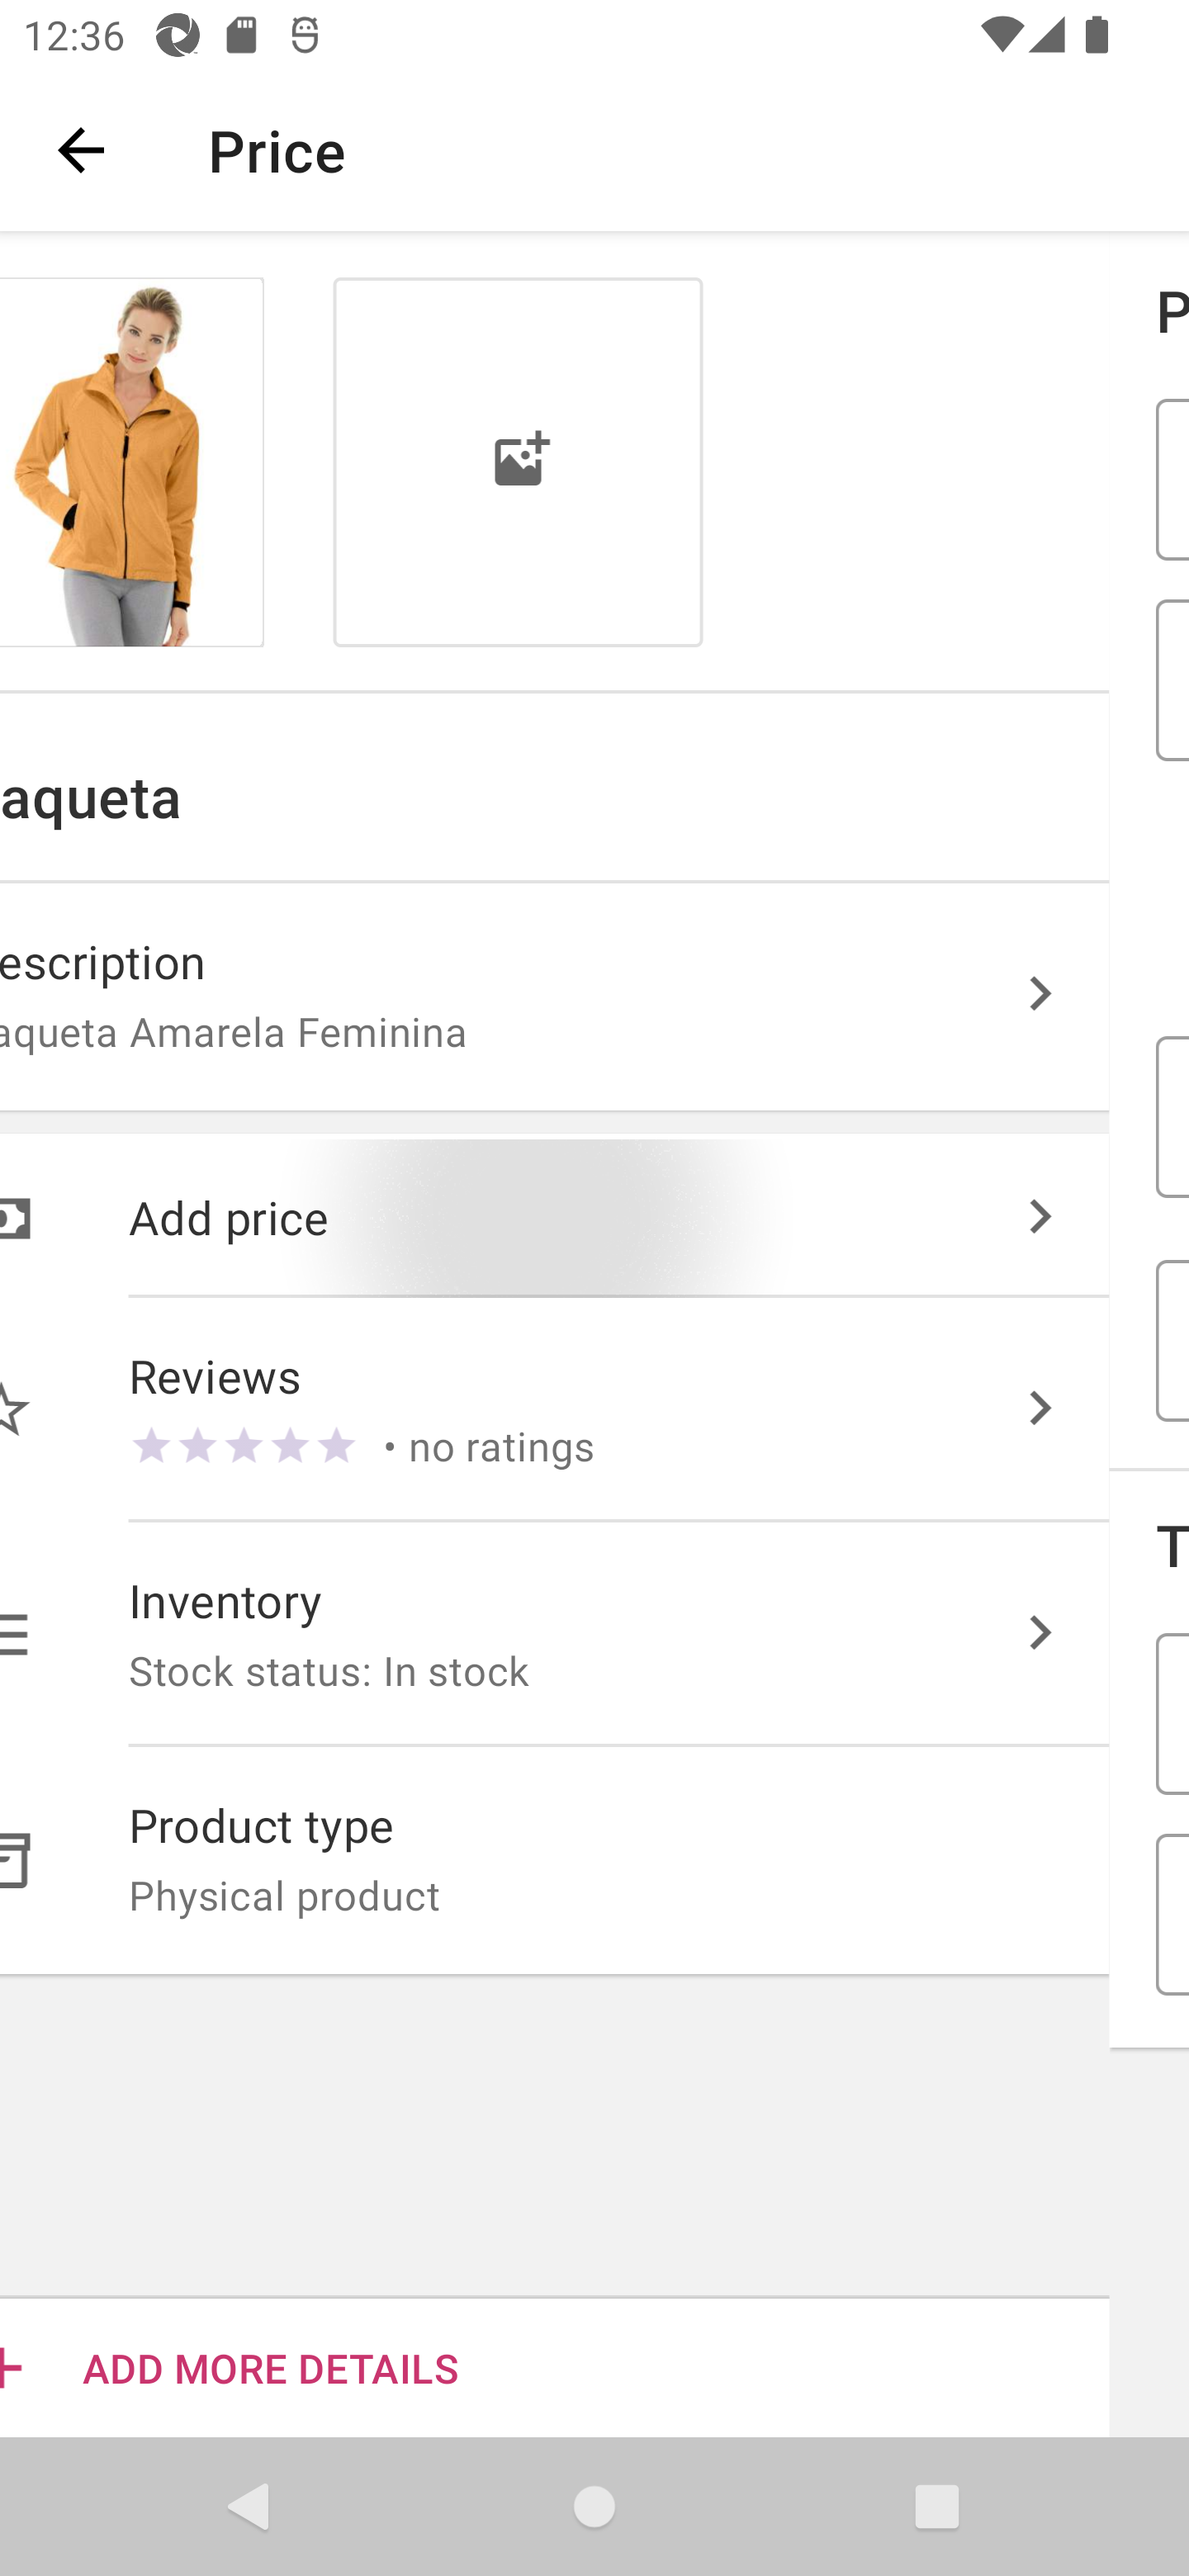 12:36
Price
P
aqueta
escription
aqueta Amarela Feminina
Add price
Reviews
• no ratings
Inventory
Stock status: In stock
T
Product type
Physical product
ADD MORE DETAILS